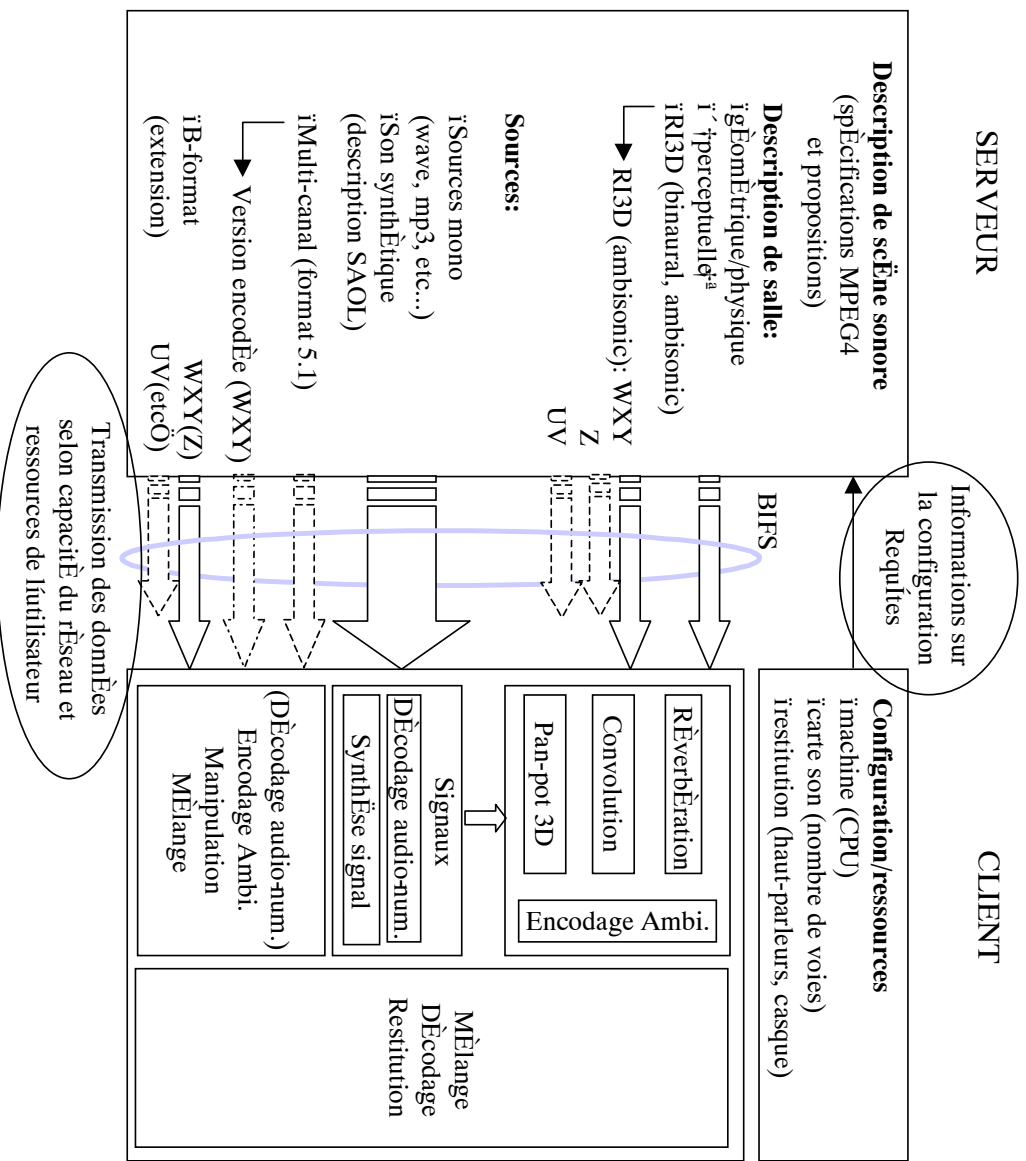 SERVEUR
CLIENT
Description de scËne sonore
(spÈcifications MPEG4
et propositions)
Description de salle:
ïgÈomÈtrique/physique
ï´ †perceptuelle†ª
ïRI3D (binaural, ambisonic)
RI3D (ambisonic): WXY
Z
UV
Sources:
ïSources mono
(wave, mp3, etc...)
ïSon synthÈtique
(description SAOL)
ïMulti-canal (format 5.1)
Version encodÈe (WXY)
ïB-format
(extension)
WXY(Z)
UV(etcÖ)
Informations sur
la configuration
RequÍtes
BIFS
Transmission des donnÈes
selon capacitÈ du rÈseau et
ressources de líutilisateur
Configuration/ressources
ïmachine (CPU)
ïcarte son (nombre de voies)
ïrestitution (haut-parleurs, casque)
RÈverbÈration
Convolution
Pan-pot 3D
Encodage Ambi.
Signaux
DÈcodage audio-num.
SynthËse signal
(DÈcodage audio-num.)
Encodage Ambi.
Manipulation
MÈlange
MÈlange
DÈcodage
Restitution